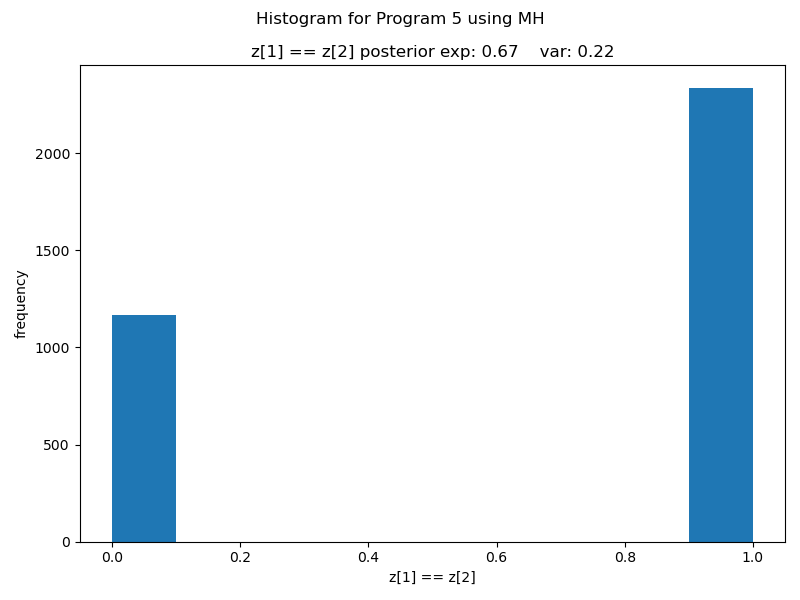 Histogram for Program 5 using MH
z[1] == z[2] posterior exp: 0.67    var: 0.22
frequency
2000
1500
1000
500
0
0.0 0.2 0.4 0.6 0.8 1.0
z[1] == z[2]